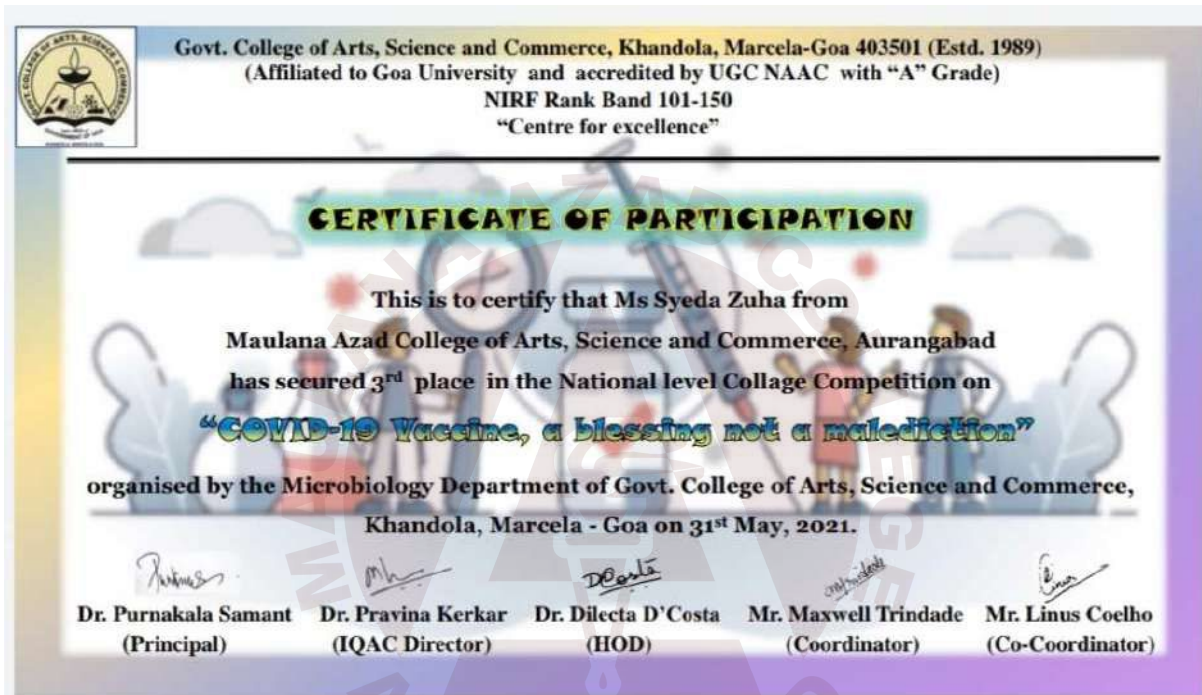 Govt. College of Arts, Science and Commerce, Khandola, Marcela-Goa 403501 (Estd. 1989)
(Affiliated to Goa University and accredited by UGC NAAC with “A” Grade)
NIRF Rank Band 101-150
“Centre for excellence”
CERTIFICATE OF PARTICIPATION
This is to certify that Ms Syeda Zuha from
Maulana Azad College of Arts, Science and Commerce, Aurangabad
has secured 3rd place in the National level Collage Competition on
“COVID-19 Vaccine, a blessing not a malediction”
organised by the Microbiology Department of Govt. College of Arts, Science and Commerce,
Khandola, Marcela - Goa on 31st May, 2021.
Dr. Purnakala Samant Dr. Pravina Kerkar Dr. Dilecta D’Costa Mr. Maxwell Trindade Mr. Linus Coelho
(Principal) (IQAC Director) (HOD) (Coordinator) (Co-Coordinator)